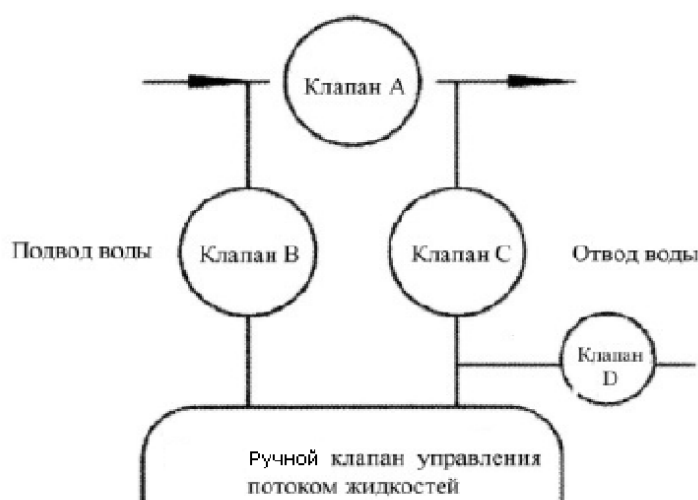 Клапан А
Подвод воды
Клапан В
Клапан С
Отвод воды
Клапан
D
Ручной клапан управления
потоком жидкостей